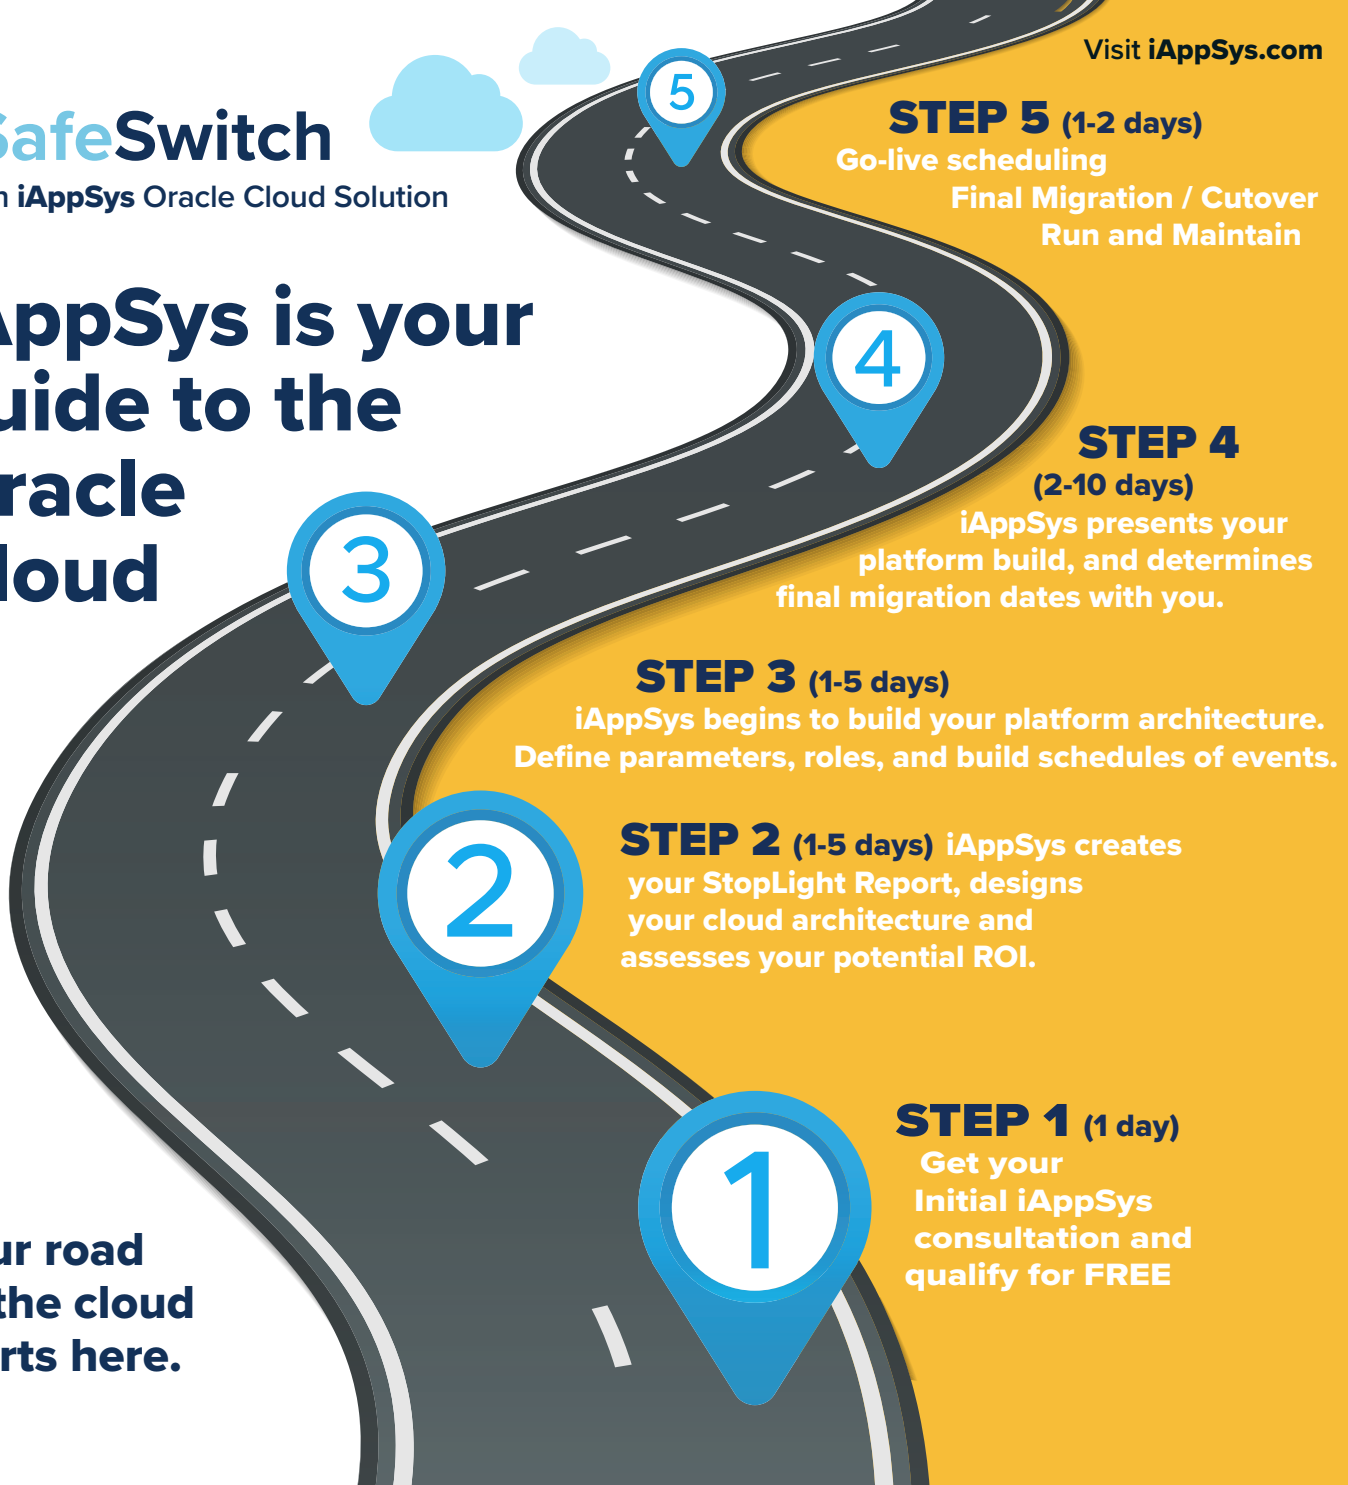 Visit iAppSys.com
SafeSwitch
iAppSys Oracle Cloud Solution
AppSys is your
uide to the
racle
loud
5
STEP 5 (1-2 days)
Go-live scheduling
Final Migration / Cutover
Run and Maintain
4
STEP 4
(2-10 days)
iAppSys presents your
platform build, and determines
final migration dates with you.
3
STEP 3 (1-5 days)
iAppSys begins to build your platform architecture.
Define parameters, roles, and build schedules of events.
2
STEP 2 (1-5 days) iAppSys creates
your StopLight Report, designs
your cloud architecture and
assesses your potential ROI.
1
STEP 1 (1 day)
Get your
Initial iAppSys
consultation and
qualify for FREE
ur road
the cloud
rts here.